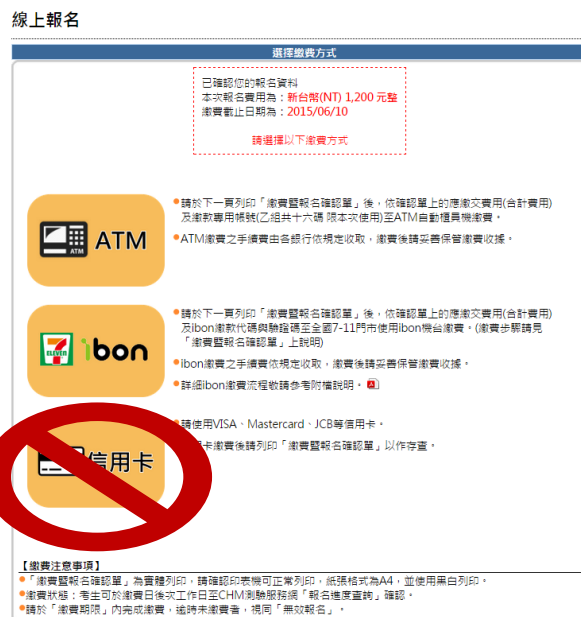 線上報名
選擇繳費方式
已確認您的報名資料
本次報名費用為：新台幣(NT) 1,200 元整
繳費截止日期為：2015/06/10
請選擇以下繳費方式
ATM
ATM
●請於下一頁列印「繳費暨報名確認單」後，依確認單上的應繳交費用(合計費用)
及繳款專用帳號(乙組共十六碼 限本次使用)至ATM自動櫃員機繳費。
●ATM繳費之手續費由各銀行依規定收取，繳費後請妥善保管繳費收據。
ELEVEN
ibon
●請於下一頁列印「繳費暨報名確認單」後，依確認單上的應繳交費用(合計費用)
及ibon繳款代碼與驗證碼至全國7-11門市使用ibon機台繳費。(繳費步驟請見
「繳費暨報名確認單」上說明)
●ibon繳費之手續費依規定收取，繳費後請妥善保管繳費收據。
●詳細ibon繳費流程敬請參考附檔說明。
信用卡
請使用VISA、Mastercard、JCB等信用卡。
用卡繳費後請列印「繳費暨報名確認單」以作存查。
【繳費注意事項】
●「繳費暨報名確認單」為實體列印，請確認印表機可正常列印，紙張格式為A4，並使用黑白列印。
●繳費狀態：考生可於繳費日後次工作日至CHM測驗服務網「報名進度查詢」確認。
●請於「繳費期限」內完成繳費，逾時未繳費者，視同「無效報名」。